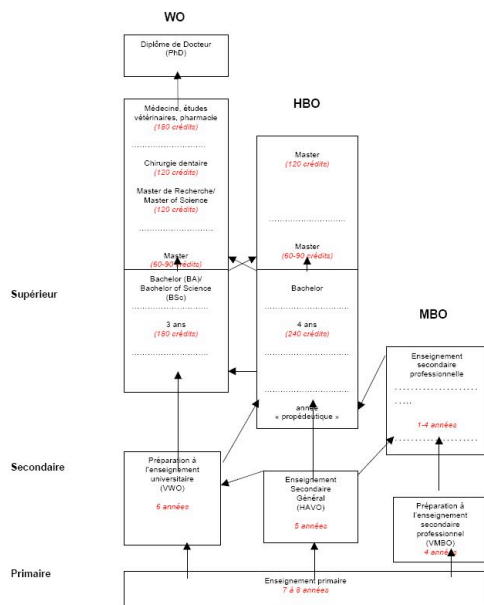 WO
Diplôme de Docteur
(PhD)
Médecine, études
vétérinaires, pharmacie
(180 crédits)
..........................
Chirurgie dentaire
(120 crédits)
Master de Recherche/
Master of Science
(120 crédits)
..........................
Master
(60-90 crédits)
Bachelor (BA)/
Bachelor of Science
(BSc)
..........................
3 ans
(180 crédits)
..........................
HBO
Master
(120 crédits)
..........................
Master
(60-90 crédits)
Bachelor
..........................
4 ans
(240 crédits)
..........................
..........................
année
« propédeutique »
Supérieur
MBO
Enseignement
secondaire
professionnelle
......................
.....
1-4 années
......................
Secondaire
Préparation à
l'enseignement
universitaire
(VWO)
6 années
Enseignement
Secondaire
Général
(HAVO)
5 années
Préparation à
l'enseignement
secondaire
professionnel
(VMBO)
4 années
Primaire
Enseignement primaire
7 à 8 années